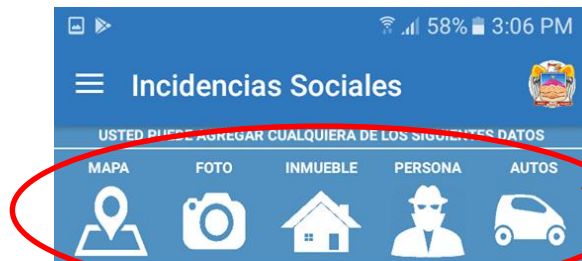 58% 3:06 PM
Incidencias Sociales
USTED PUEDE AGREGAR CUALQUIERA DE LOS SIGUIENTES DATOS
MAPA FOTO INMUEBLE PERSONA AUTOS